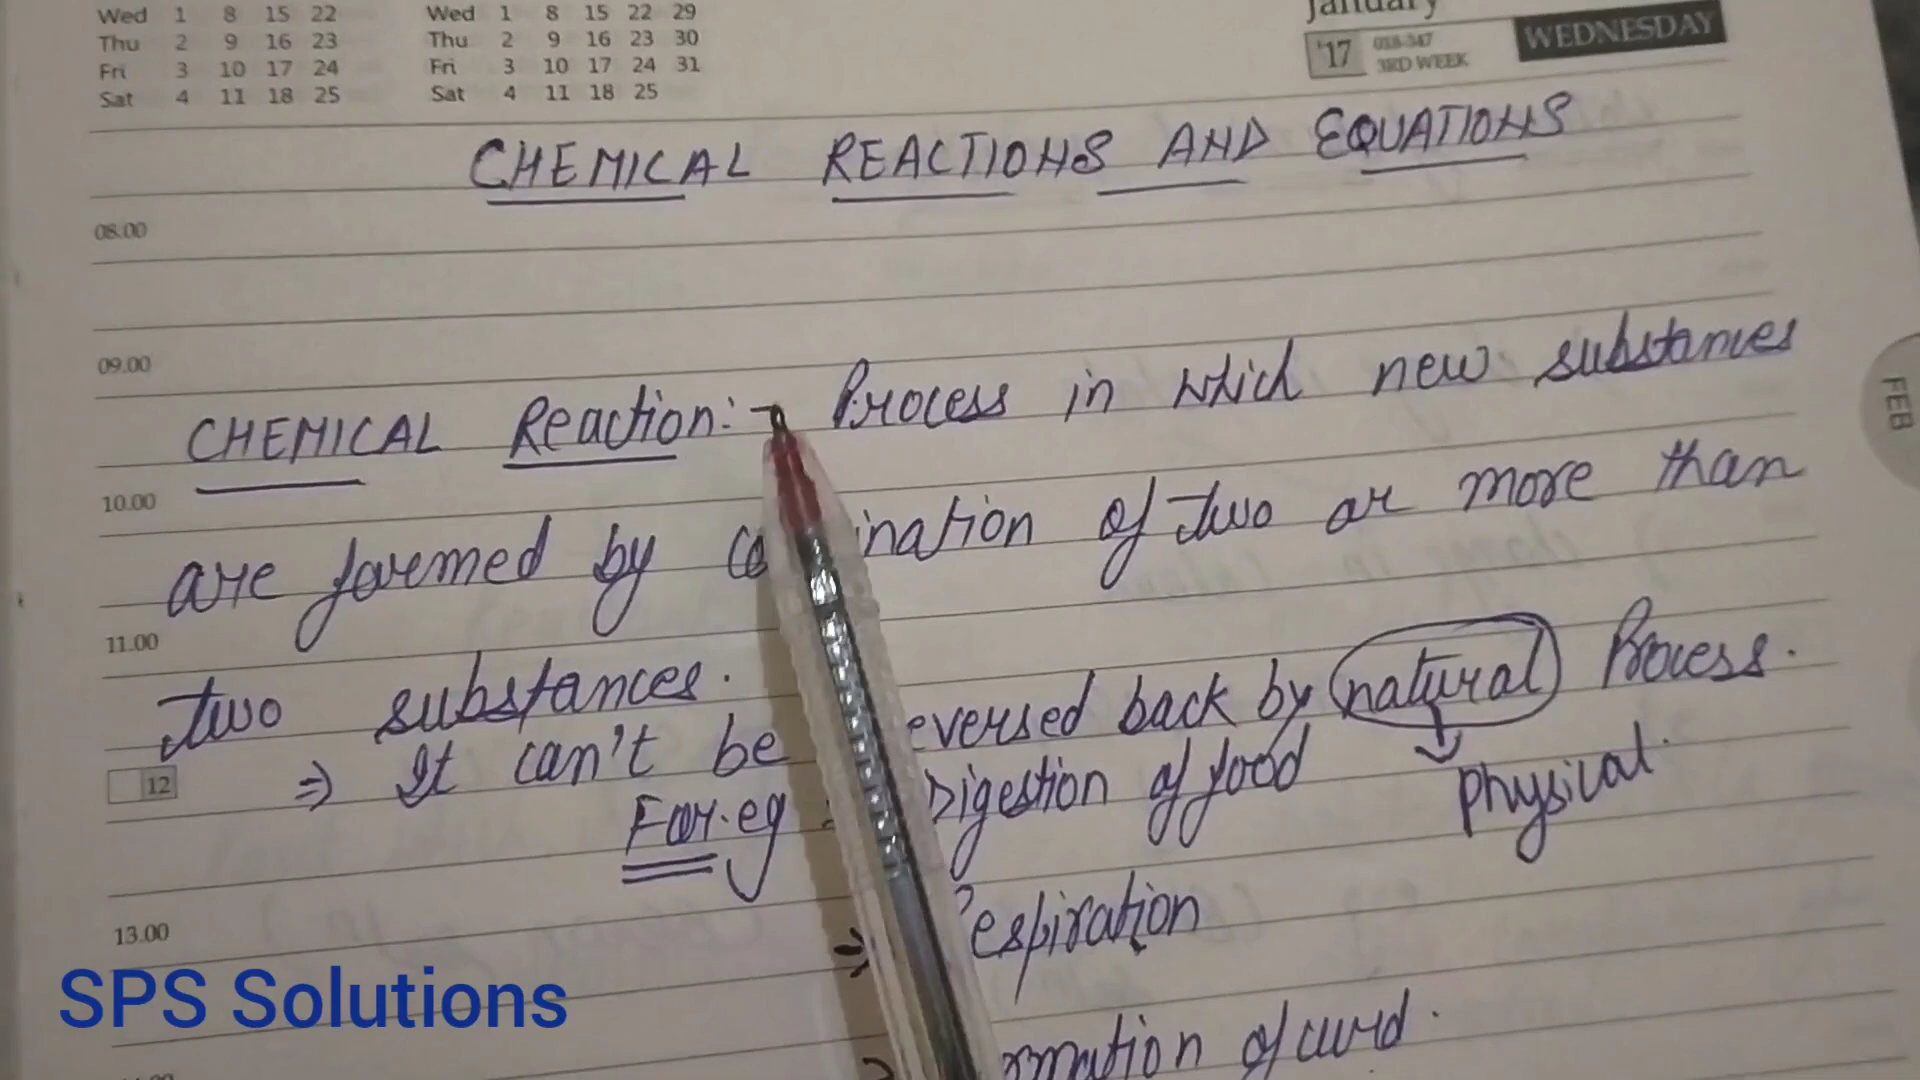 Wed 1 8 15 22 Wed 1 8 15 22 29
Thu 2 9 16 23 Thu 2 9 16 23 30
Fri 3 10 17 24 Fri 3 10 17 24 31
Sat 4 11 18 25 Sat 4 11 18 25
January
'17 018-347 WEDNESDAY
3RD WEEK
CHEMICAL REACTIONS AND EQUATIONS
08.00
09.00
CHEMICAL Reaction:- Process in which new substances
10.00
are formed by of two or more than
11.00
two substances.
⇒ It can't be back by natural Process.
12
For.eg Digestion of food physical.
13.00
of curd.
FEB
SPS Solutions